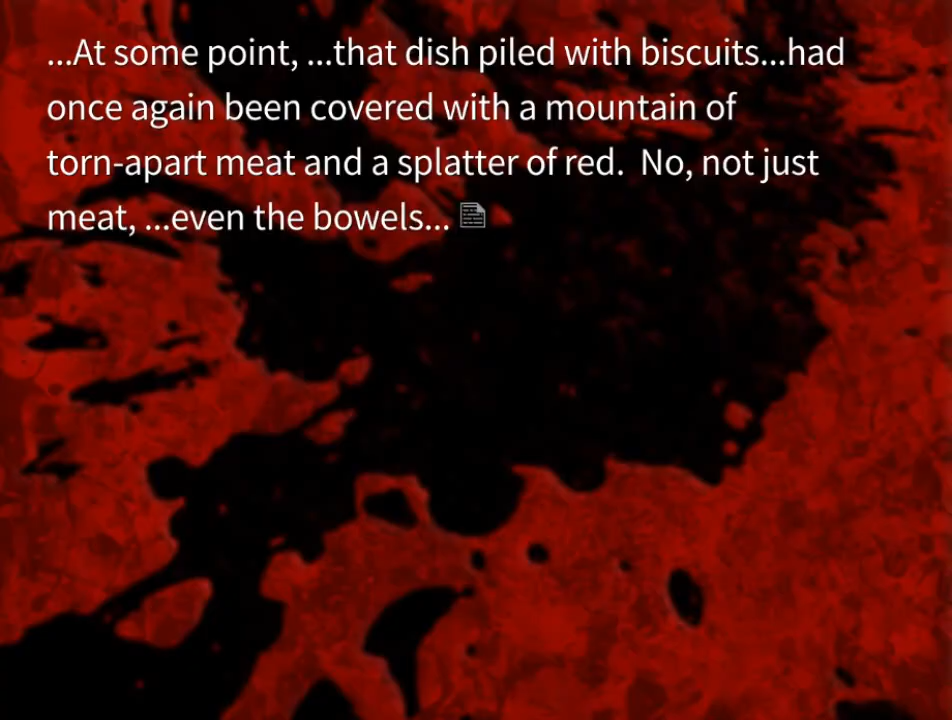 ...At some point, ...that dish piled with biscuits...had
once again been covered with a mountain of
torn-apart meat and a splatter of red.  No, not just
meat, ...even the bowels...